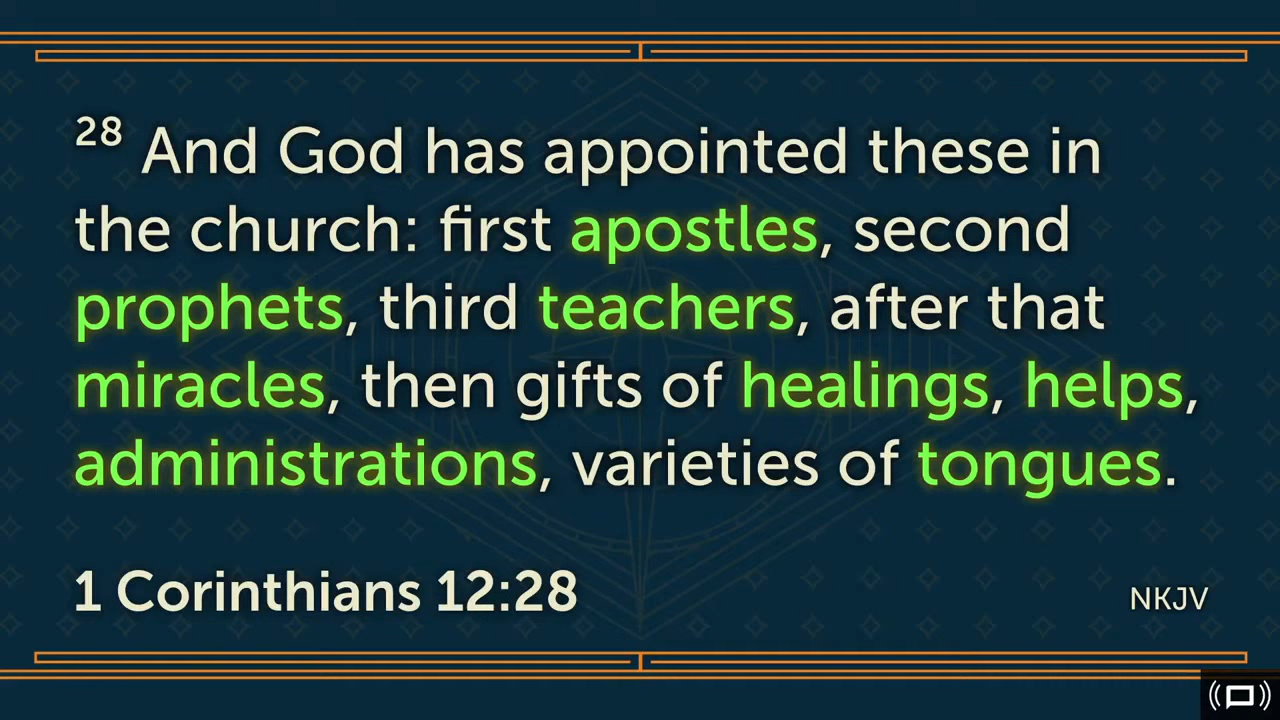 28 And God has appointed these in
the church: first apostles, second
prophets, third teachers, after that
miracles, then gifts of healings, helps,
administrations, varieties of tongues.
1 Corinthians 12:28
NKJV